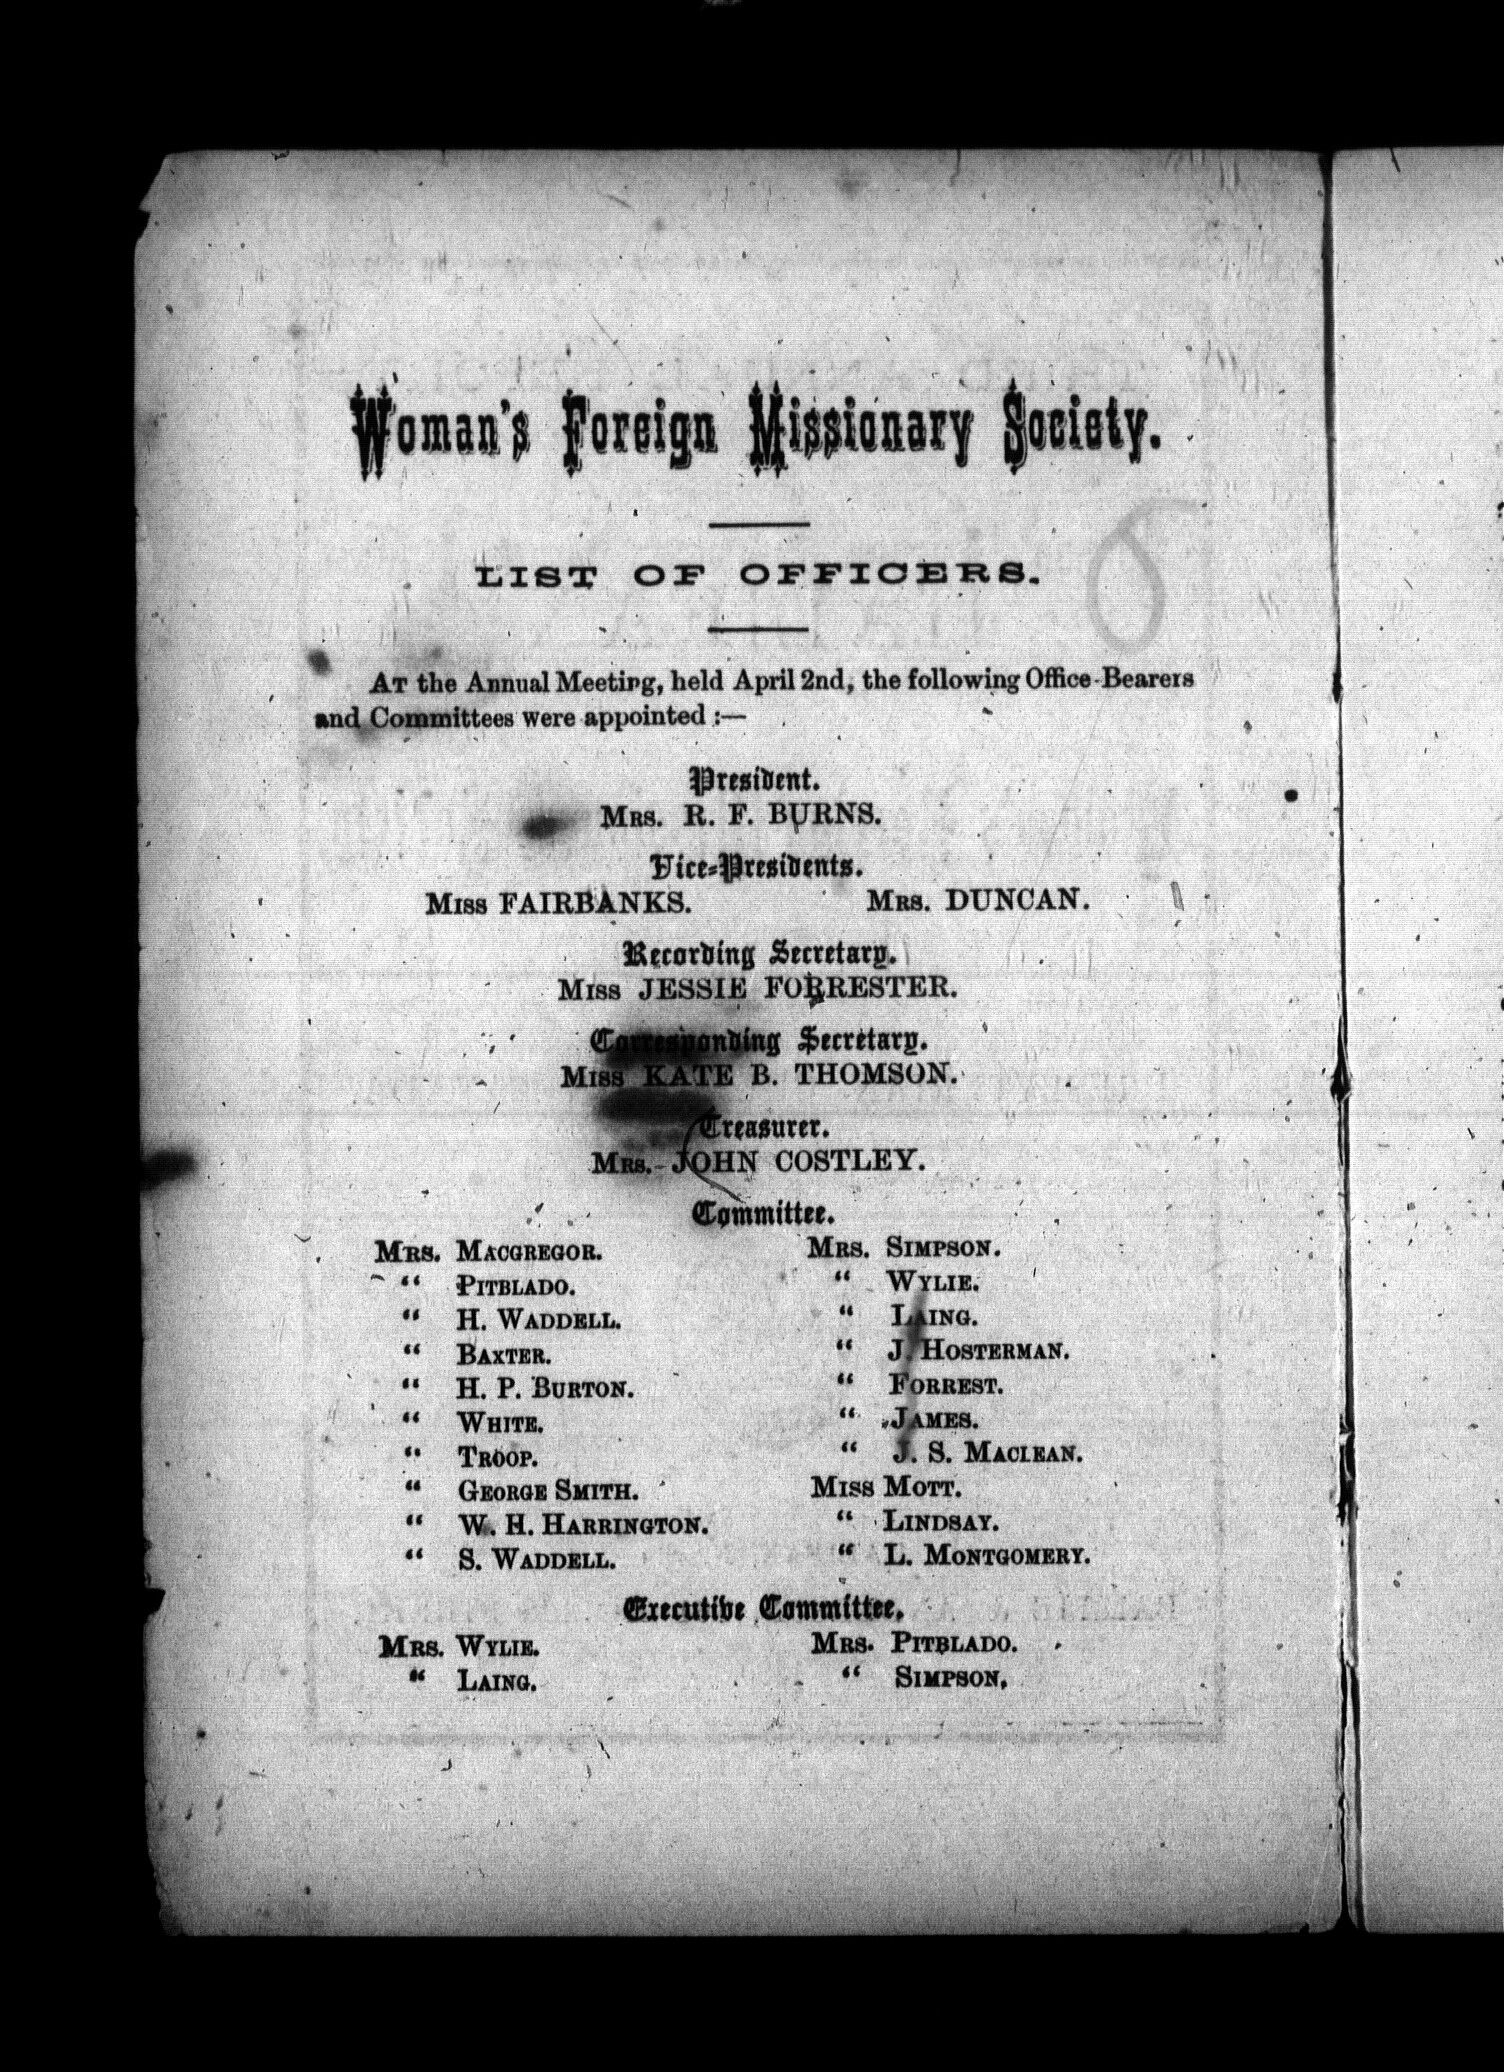 Woman's Foreign Missionary Society.
LIST OF OFFICERS.
AT the Annual Meeting, held April 2nd, the following Office-Bearers
and Committees were appointed :—
President.
MRS. R. F. BURNS.
Vice-Presidents.
MISS FAIRBANKS. MRS. DUNCAN.
Recording Secretary.
MISS JESSIE FORRESTER.
Corresponding Secretary.
MISS KATE B. THOMSON.
Treasurer.
MRS. JOHN COSTLEY.
Committee.
MRS. MACGREGOR. MRS. SIMPSON.
“ PITBLADO. “ WYLIE.
“ H. WADDELL. “ LAING.
“ BAXTER. “ J. HOSTERMAN.
“ H. P. BURTON. “ FORREST.
“ WHITE. “ JAMES.
“ TROOP. “ J. S. MACLEAN.
“ GEORGE SMITH. MISS MOTT.
“ W. H. HARRINGTON. “ LINDSAY.
“ S. WADDELL. “ L. MONTGOMERY.
Executive Committee.
MRS. WYLIE. MRS. PITBLADO.
“ LAING. “ SIMPSON.